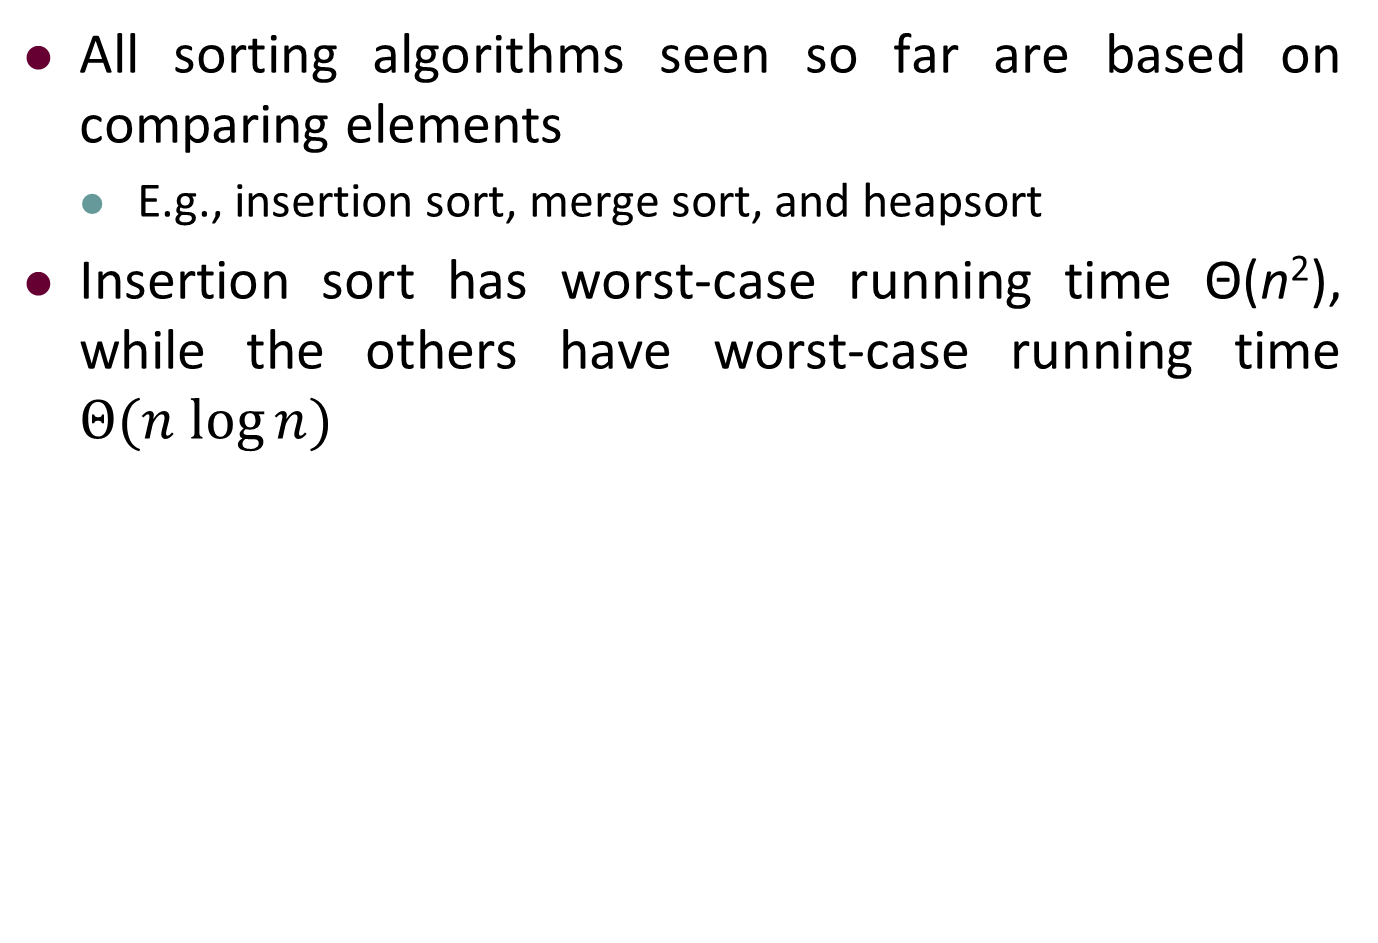 ● All sorting algorithms seen so far are based on
comparing elements
● E.g., insertion sort, merge sort, and heapsort
● Insertion sort has worst-case running time Θ(n²),
while the others have worst-case running time
Θ(n log n)